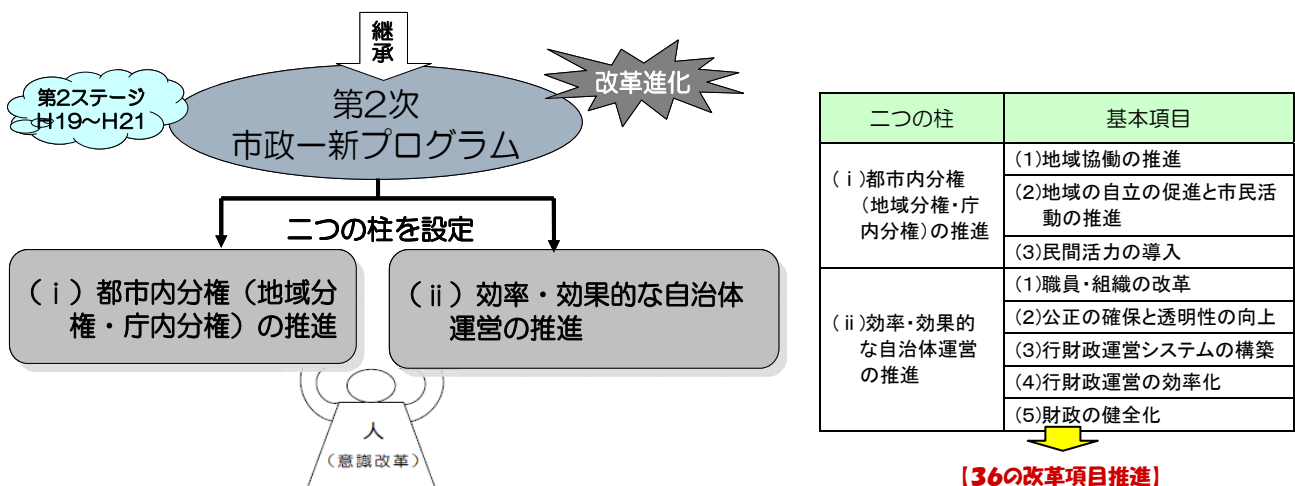 継
承
改革進化
第2ステージ
H19～H21
第2次
市政一新プログラム
二つの柱を設定
（ⅰ）都市内分権（地域分
権・庁内分権）の推進
（ⅱ）効率・効果的な自治体
運営の推進
人
（意識改革）
二つの柱
基本項目
（ⅰ）都市内分権
（地域分権・庁
内分権）の推進
(1)地域協働の推進
(2)地域の自立の促進と市民活
動の推進
(3)民間活力の導入
（ⅱ）効率・効果的
な自治体運営
の推進
(1)職員・組織の改革
(2)公正の確保と透明性の向上
(3)行財政運営システムの構築
(4)行財政運営の効率化
(5)財政の健全化
【36の改革項目推進】